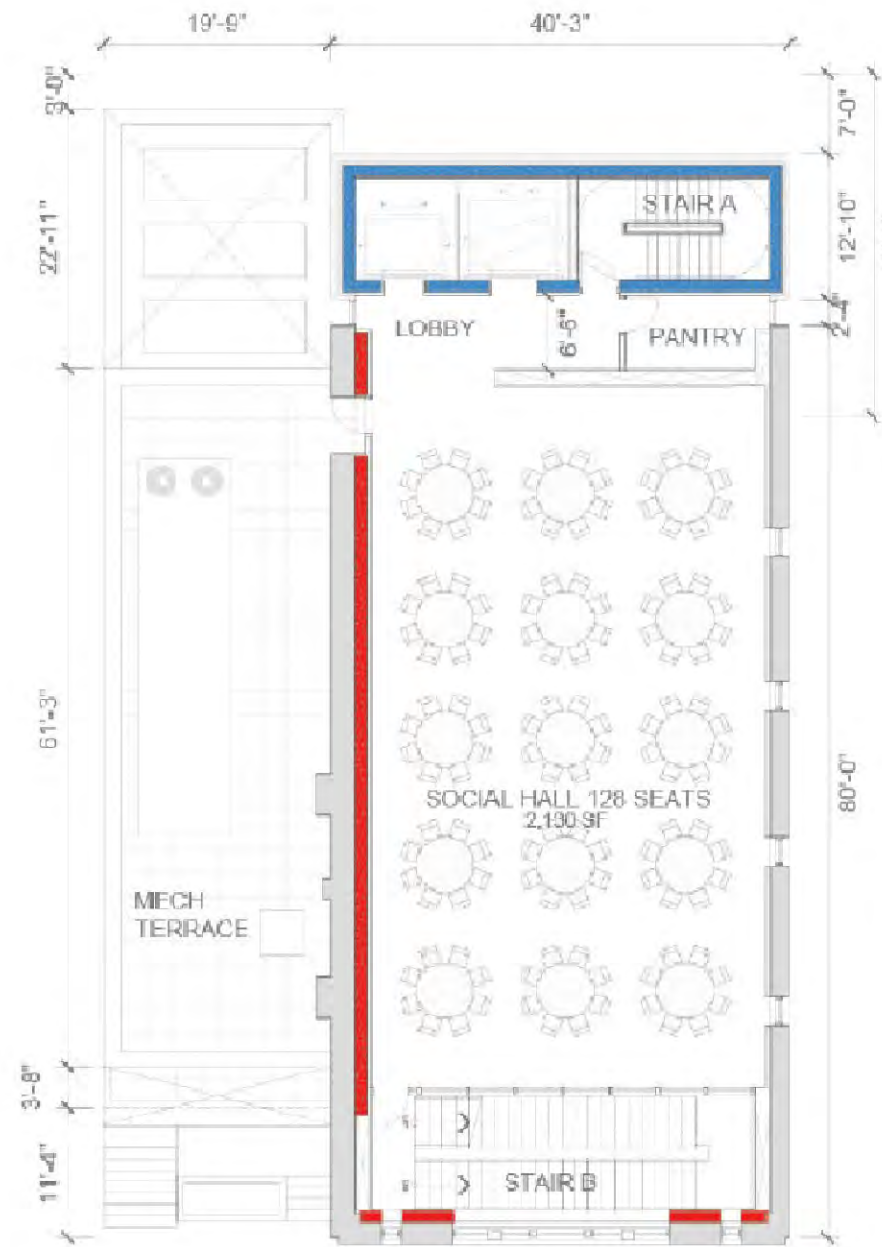 19'-9"
40'-3"
3'-0"
7'-0"
STAIR A
22'-11"
12'-10"
LOBBY
6'-6"
PANTRY
2'-4"
61'-3"
80'-0"
SOCIAL HALL 128 SEATS
SF
MECH
TERRACE
3'-8"
11'-4"
STAIR B